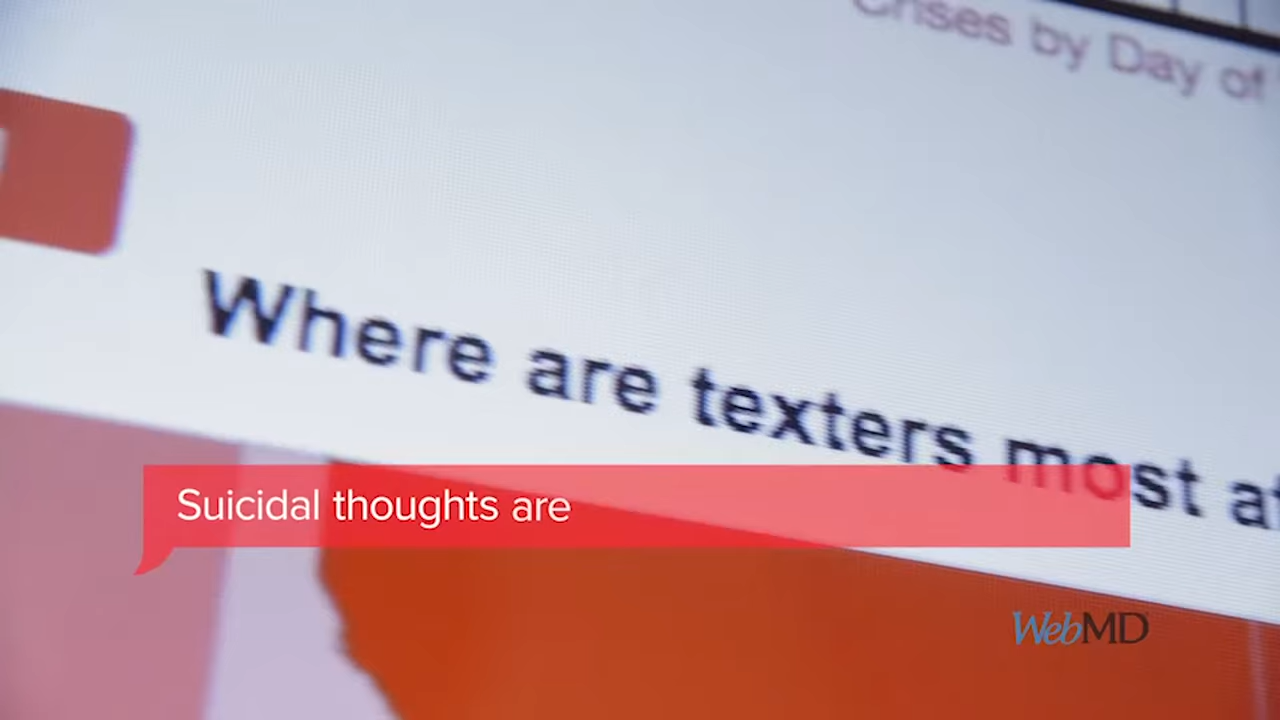 Crises by Day of
Where are texters most
Suicidal thoughts are
WebMD